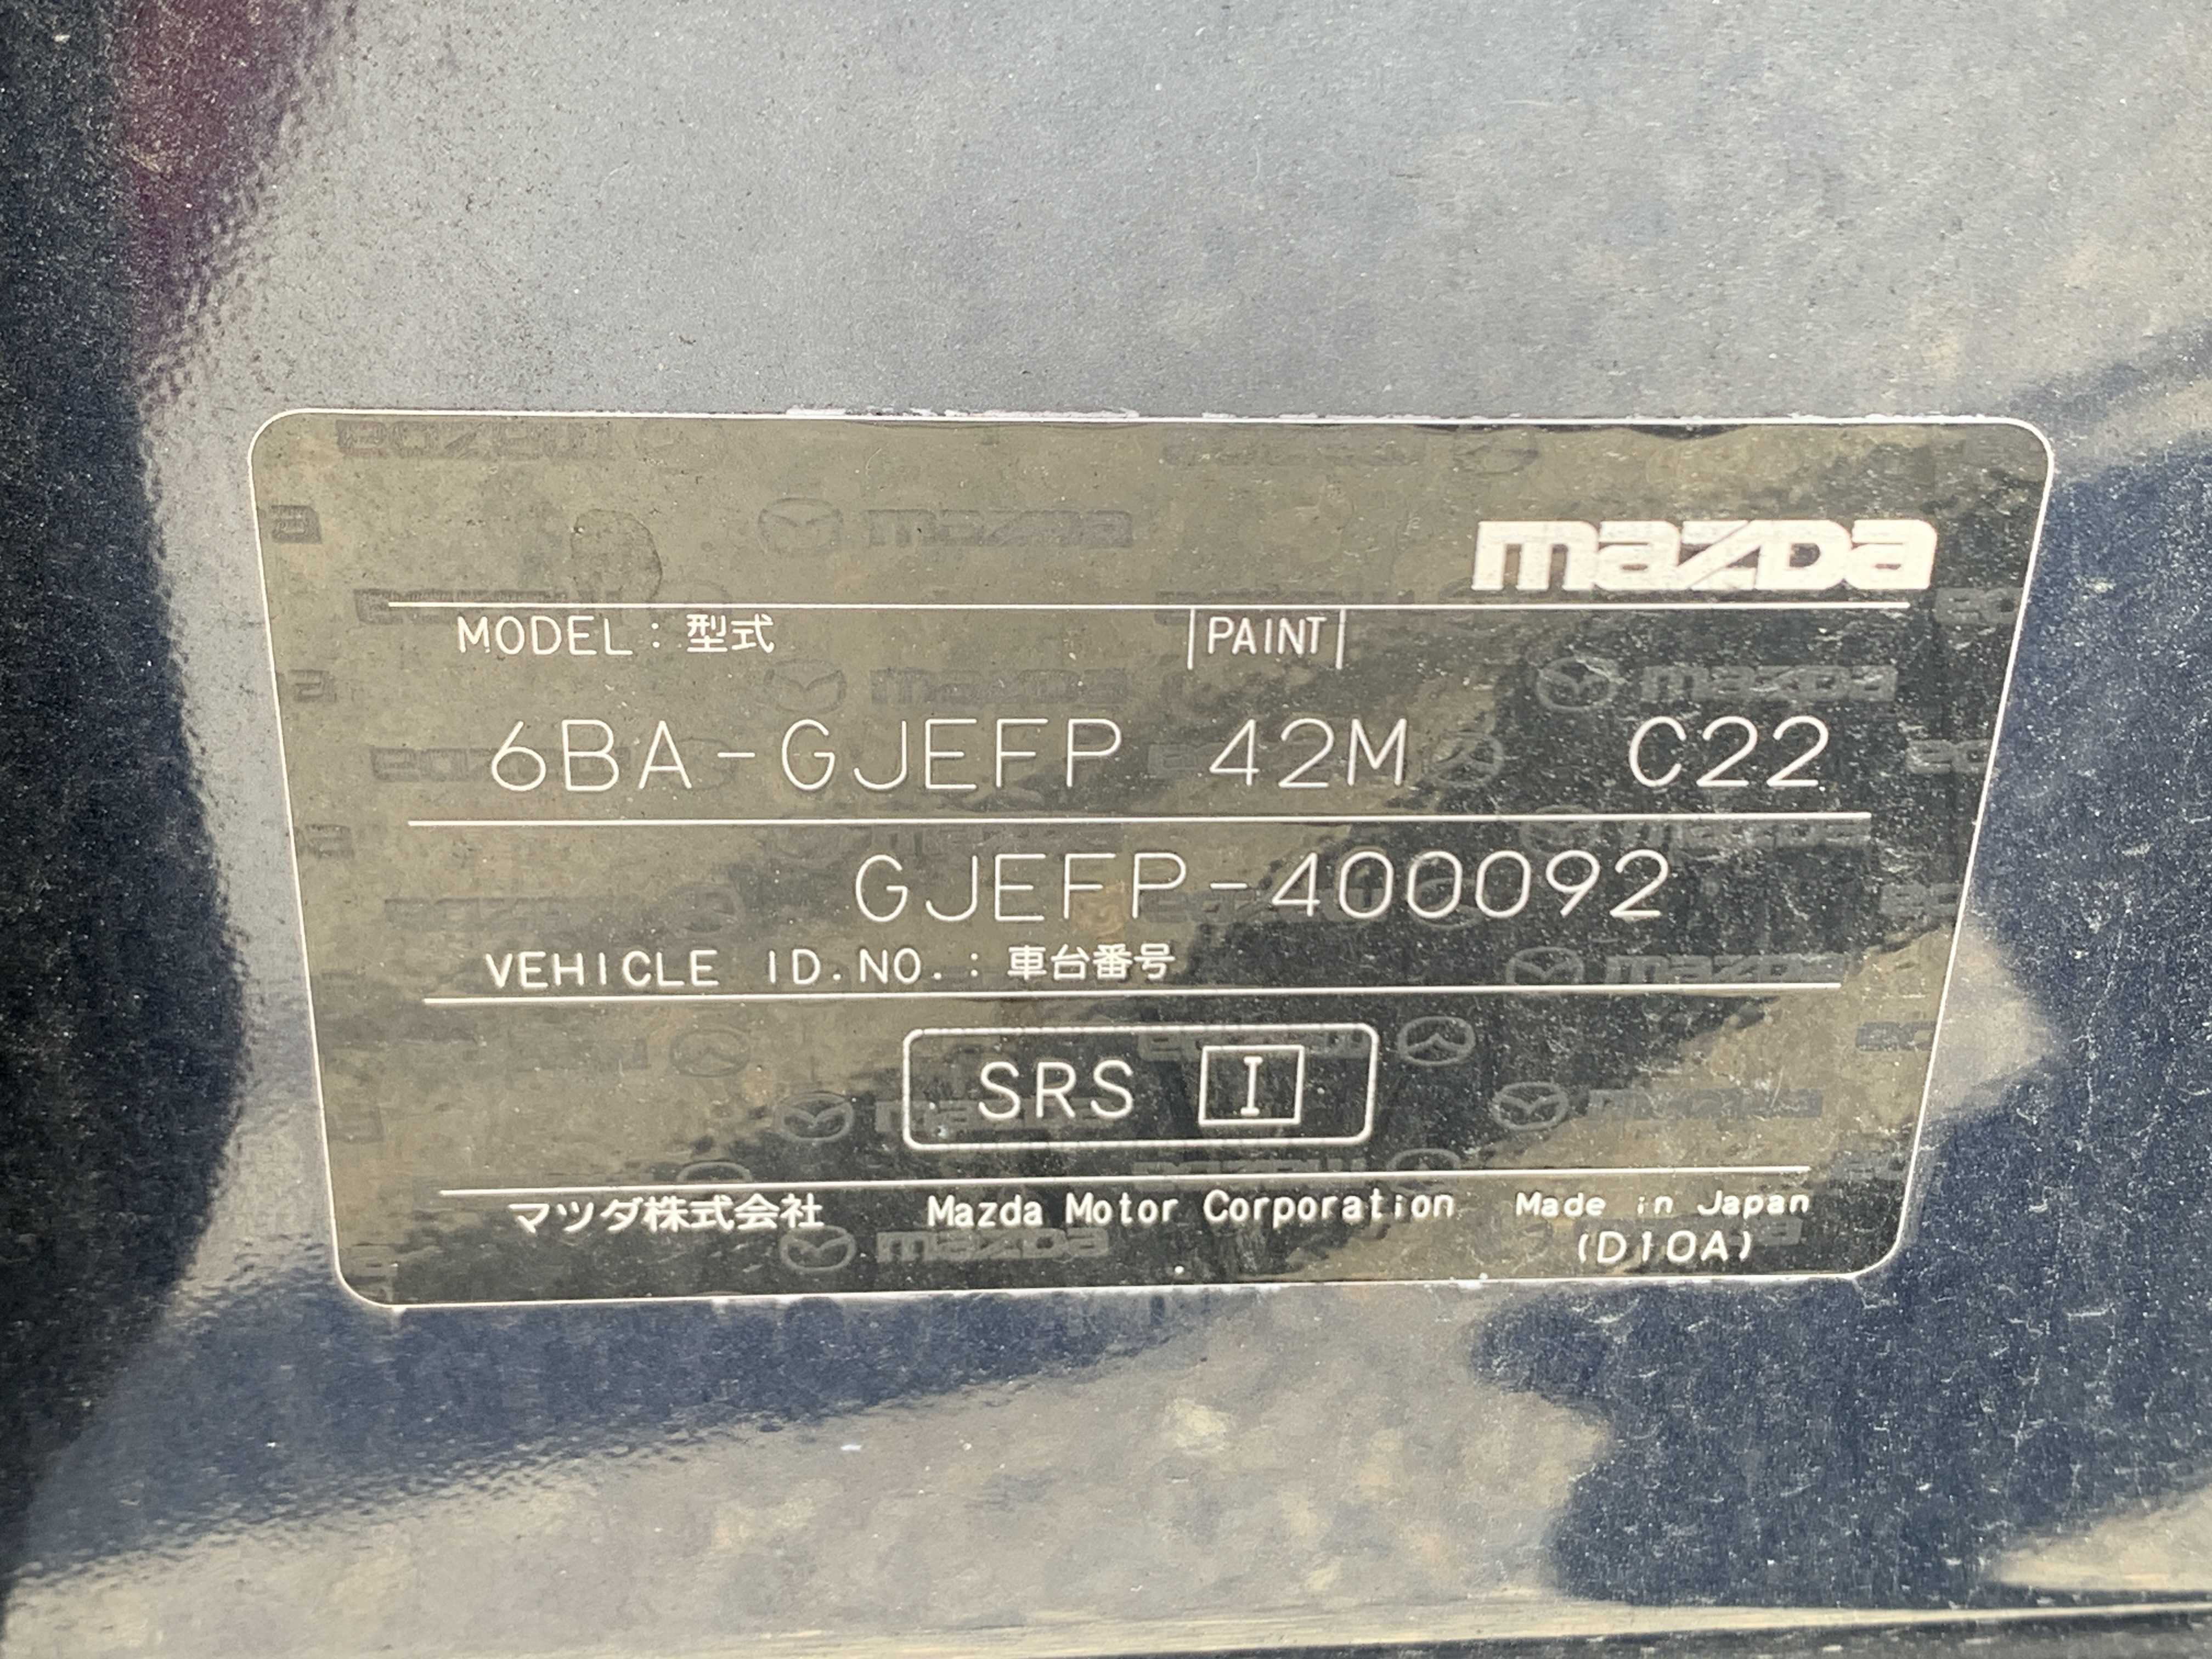 mazda
MODEL : 型式 PAINT
6BA-GJEFP 42M C22
GJEFP-400092
VEHICLE ID.NO. : 車台番号
SRS I
マツダ株式会社 Mazda Motor Corporation Made in Japan
(D10A)